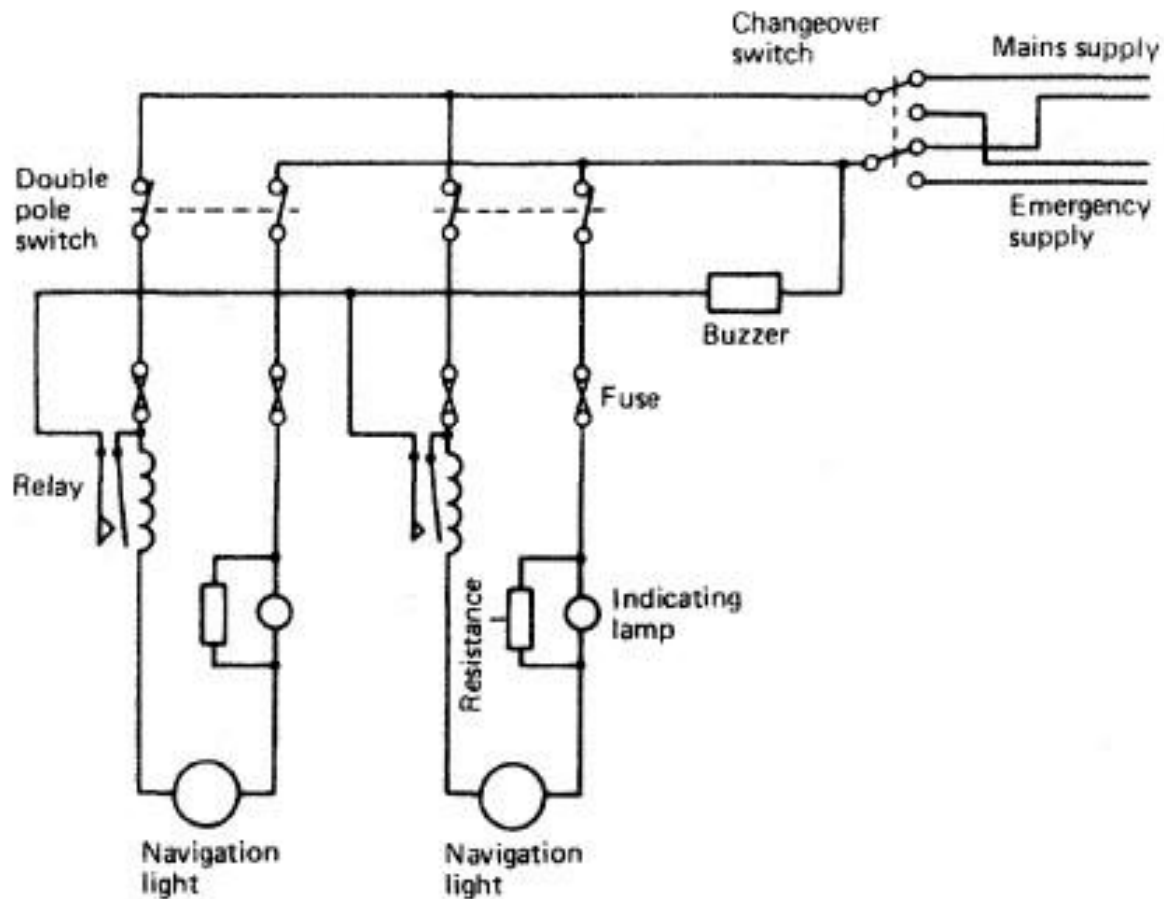 Changeover
switch
Mains supply
Double
pole
switch
Emergency
supply
Buzzer
Fuse
Relay
Resistance
Indicating
lamp
Navigation
light
Navigation
light